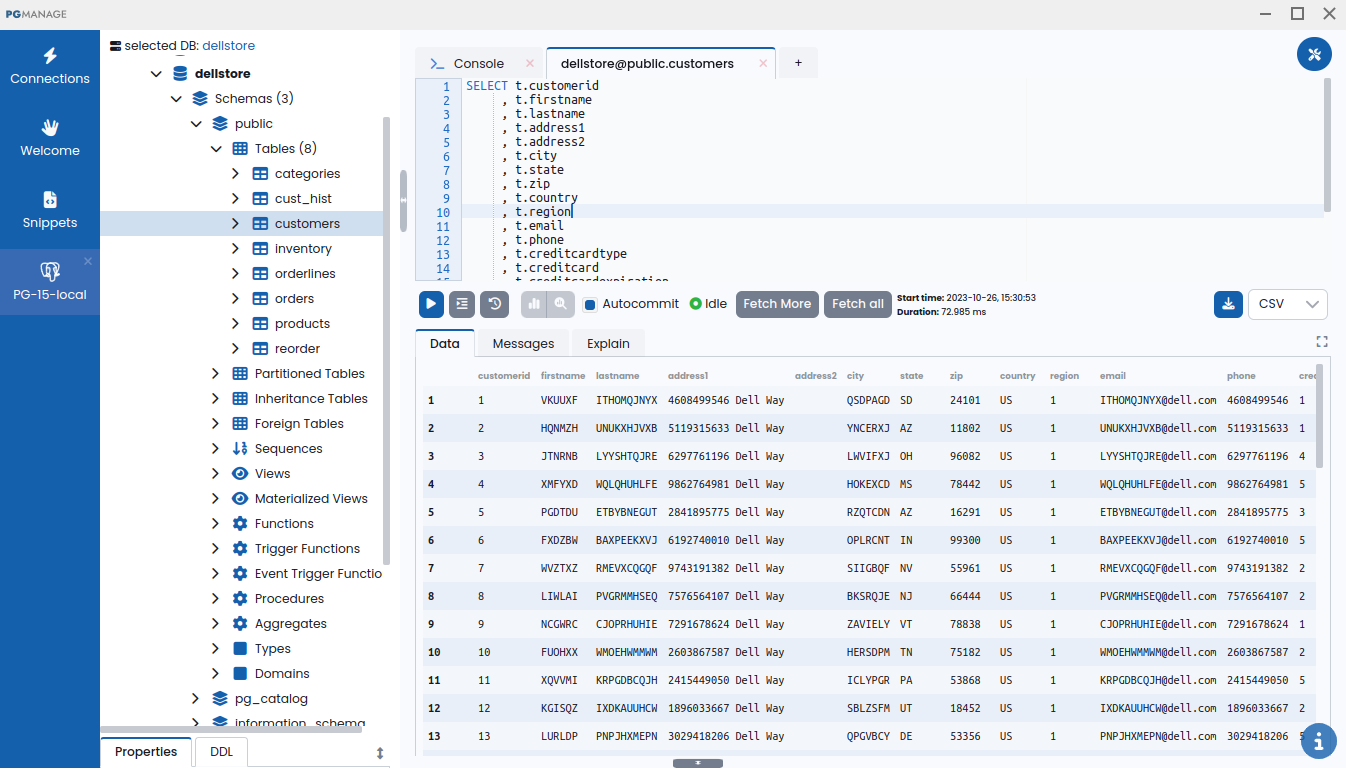 PGMANAGE
Connections
Welcome
Snippets
PG-15-local
selected DB: dellstore
dellstore
Schemas (3)
public
Tables (8)
categories
cust_hist
customers
inventory
orderlines
orders
products
reorder
Partitioned Tables
Inheritance Tables
Foreign Tables
Sequences
Views
Materialized Views
Functions
Trigger Functions
Event Trigger Functio
Procedures
Aggregates
Types
Domains
pg_catalog
information_schema
Properties DDL
Console dellstore@public.customers +
1 SELECT t.customerid
2 , t.firstname
3 , t.lastname
4 , t.address1
5 , t.address2
6 , t.city
7 , t.state
8 , t.zip
9 , t.country
10 , t.region
11 , t.email
12 , t.phone
13 , t.creditcardtype
14 , t.creditcard
15 , t.creditcardexpiration
Autocommit Idle Fetch More Fetch all Start time: 2023-10-26, 15:30:53 CSV
Duration: 72.985 ms
Data Messages Explain
customerid firstname lastname address1 address2 city state zip country region email phone cre
1 1 VKUUXF ITHOMQJNYX 4608499546 Dell Way QSDPAGD SD 24101 US 1 ITHOMQJNYX@dell.com 4608499546 1
2 2 HQNMZH UNUKXHJVXB 5119315633 Dell Way YNCERXJ AZ 11802 US 1 UNUKXHJVXB@dell.com 5119315633 1
3 3 JTNRNB LYYSHTQJRE 6297761196 Dell Way LWVIFXJ OH 96082 US 1 LYYSHTQJRE@dell.com 6297761196 4
4 4 XMFYXD WQLQHUHLFE 9862764981 Dell Way HOKEXCD MS 78442 US 1 WQLQHUHLFE@dell.com 9862764981 5
5 5 PGDTDU ETBYBNEGUT 2841895775 Dell Way RZQTCDN AZ 16291 US 1 ETBYBNEGUT@dell.com 2841895775 3
6 6 FXDZBW BAXPEEKXVJ 6192740010 Dell Way OPLRCNT IN 99300 US 1 BAXPEEKXVJ@dell.com 6192740010 5
7 7 WVZTXZ RMEVXCQGQF 9743191382 Dell Way SIIGBQF NV 55961 US 1 RMEVXCQGQF@dell.com 9743191382 2
8 8 LIWLAI PVGRMMHSEQ 7576564107 Dell Way BKSRQJE NJ 66444 US 1 PVGRMMHSEQ@dell.com 7576564107 2
9 9 NCGWRC CJOPRHUHIE 7291678624 Dell Way ZAVIELY VT 78838 US 1 CJOPRHUHIE@dell.com 7291678624 1
10 10 FUOHXX WMOEHWMMWM 2603867587 Dell Way HERSDPM TN 75182 US 1 WMOEHWMMWM@dell.com 2603867587 2
11 11 XQVVMI KRPGDBCQJH 2415449050 Dell Way ICLYPGR PA 53868 US 1 KRPGDBCQJH@dell.com 2415449050 5
12 12 KGISQZ IXDKAUUHCW 1896033667 Dell Way SBLZSFM UT 18452 US 1 IXDKAUUHCW@dell.com 1896033667 2
13 13 LURLDP PNPJHXMEPN 3029418206 Dell Way QPGVBCY DE 53356 US 1 PNPJHXMEPN@dell.com 3029418206